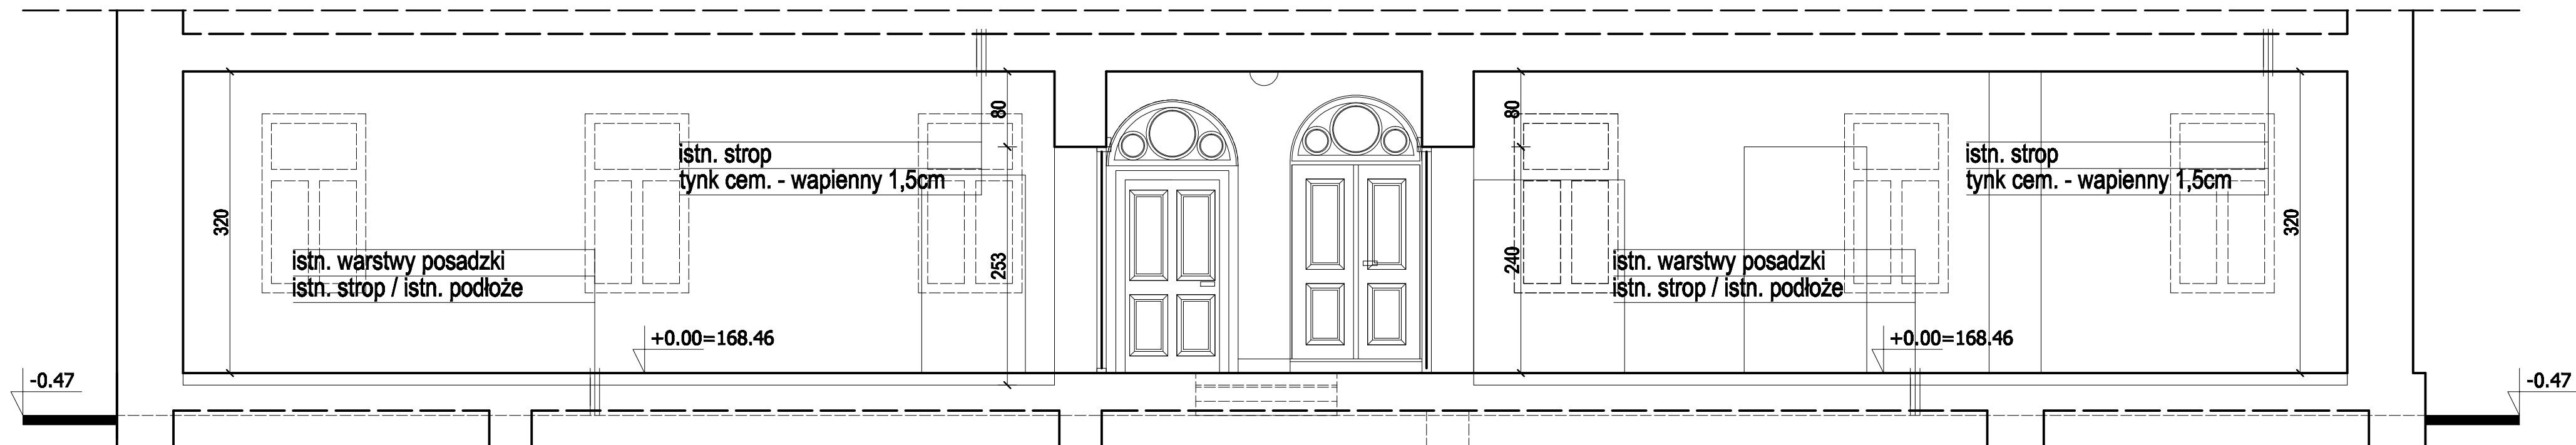 80
80
istn. strop
tynk cem. - wapienny 1,5cm
istn. strop
tynk cem. - wapienny 1,5cm
320
253
240
320
istn. warstwy posadzki
istn. strop / istn. podłoże
istn. warstwy posadzki
istn. strop / istn. podłoże
+0.00=168.46
+0.00=168.46
-0.47
-0.47